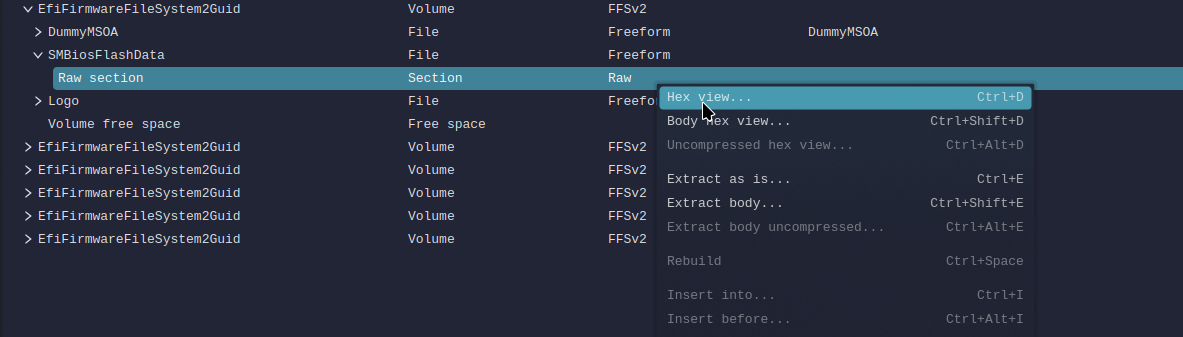 EfiFirmwareFileSystem2Guid Volume FFSv2
DummyMSOA File Freeform DummyMSOA
SMBiosFlashData File Freeform
Raw section Section Raw
Hex view... Ctrl+D
Logo File Freefo
Body hex view... Ctrl+Shift+D
Volume free space Free space
Uncompressed hex view... Ctrl+Alt+D
EfiFirmwareFileSystem2Guid Volume FFSv2
EfiFirmwareFileSystem2Guid Volume FFSv2
Extract as is... Ctrl+E
EfiFirmwareFileSystem2Guid Volume FFSv2
Extract body... Ctrl+Shift+E
EfiFirmwareFileSystem2Guid Volume FFSv2
Extract body uncompressed... Ctrl+Alt+E
EfiFirmwareFileSystem2Guid Volume FFSv2
Rebuild Ctrl+Space
Insert into... Ctrl+I
Insert before... Ctrl+Alt+I